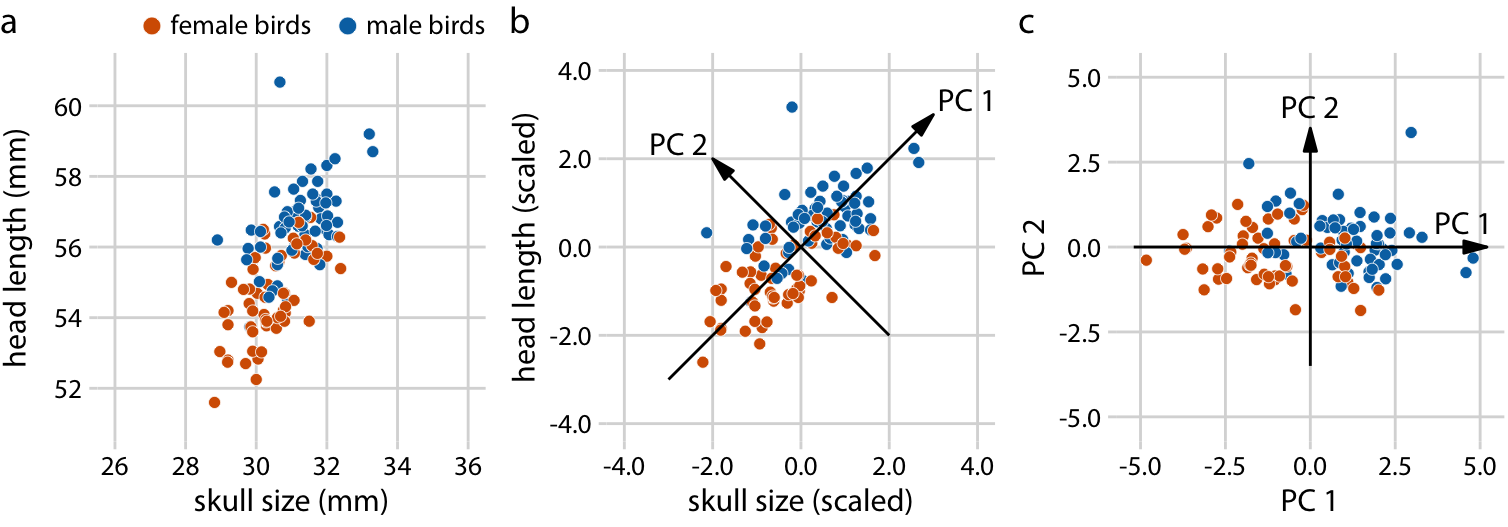 a
female birds
male birds
head length (mm)
60
58
56
54
52
26 28 30 32 34 36
skull size (mm)
b
head length (scaled)
4.0
2.0
0.0
-2.0
-4.0
PC 1
PC 2
-4.0 -2.0 0.0 2.0 4.0
skull size (scaled)
c
PC 2
5.0
2.5
0.0
-2.5
-5.0
PC 2
PC 1
-5.0 -2.5 0.0 2.5 5.0
PC 1